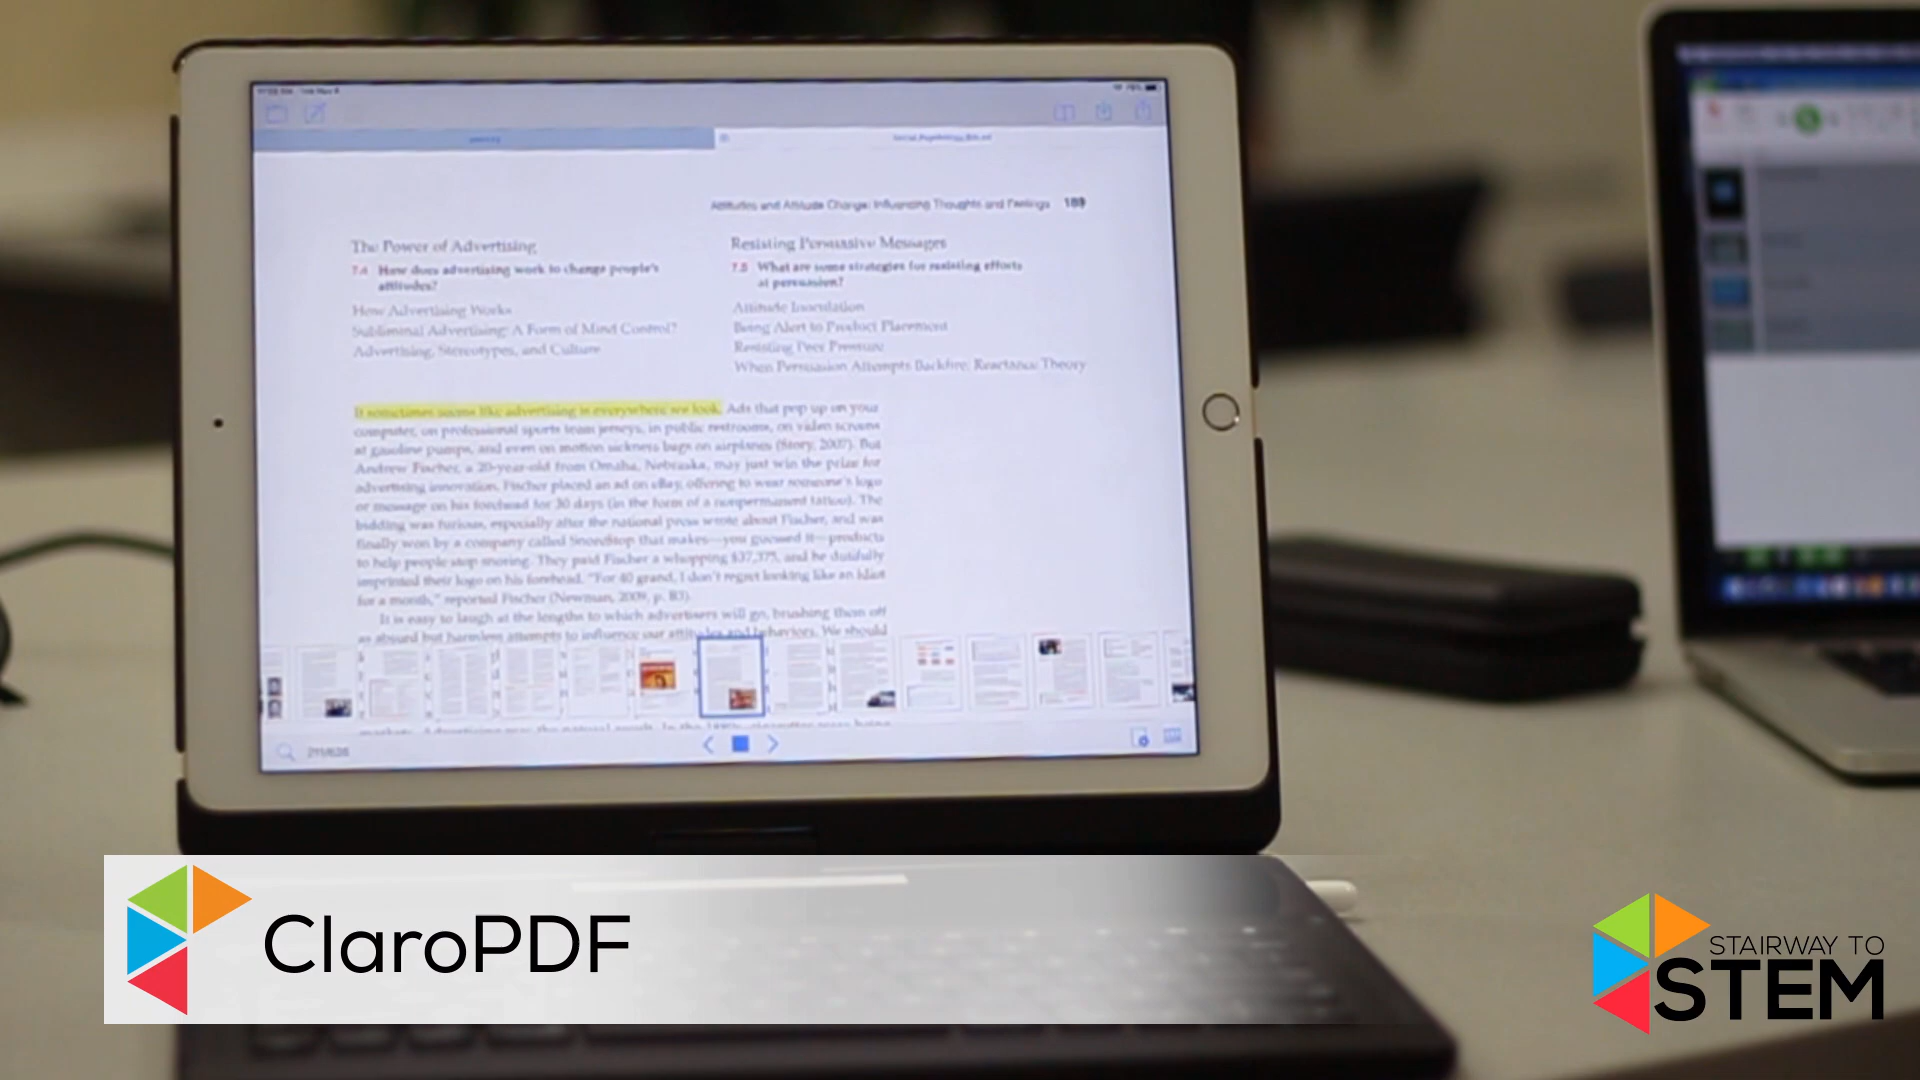 Attitudes and Attitude Change: Influencing Thoughts and Feelings 189
The Power of Advertising
7.4 How does advertising work to change people's
attitudes?
How Advertising Works
Subliminal Advertising: A Form of Mind Control?
Advertising, Stereotypes, and Culture
Resisting Persuasive Messages
7.5 What are some strategies for resisting efforts
at persuasion?
Attitude Inoculation
Being Alert to Product Placement
Resisting Peer Pressure
When Persuasion Attempts Backfire: Reactance Theory
It sometimes seems like advertising is everywhere we look. Ads that pop up on your
computer, on professional sports team jerseys, in public restrooms, on video screens
at gasoline pumps, and even on motion sickness bags on airplanes (Story, 2007). But
Andrew Fischer, a 20-year-old from Omaha, Nebraska, may just win the prize for
advertising innovation. Fischer placed an ad on eBay, offering to wear someone's logo
or message on his forehead for 30 days (in the form of a nonpermanent tattoo). The
bidding was furious, especially after the national press wrote about Fischer, and was
finally won by a company called SnoreStop that makes—you guessed it—products
to help people stop snoring. They paid Fischer a whopping $37,375, and he dutifully
imprinted their logo on his forehead. "For 40 grand, I don't regret looking like an idiot
for a month," reported Fischer (Newman, 2009, p. B3).
It is easy to laugh at the lengths to which advertisers will go, brushing them off
as absurd but harmless attempts to influence our attitudes and behaviors. We should
ClaroPDF
STAIRWAY TO
STEM